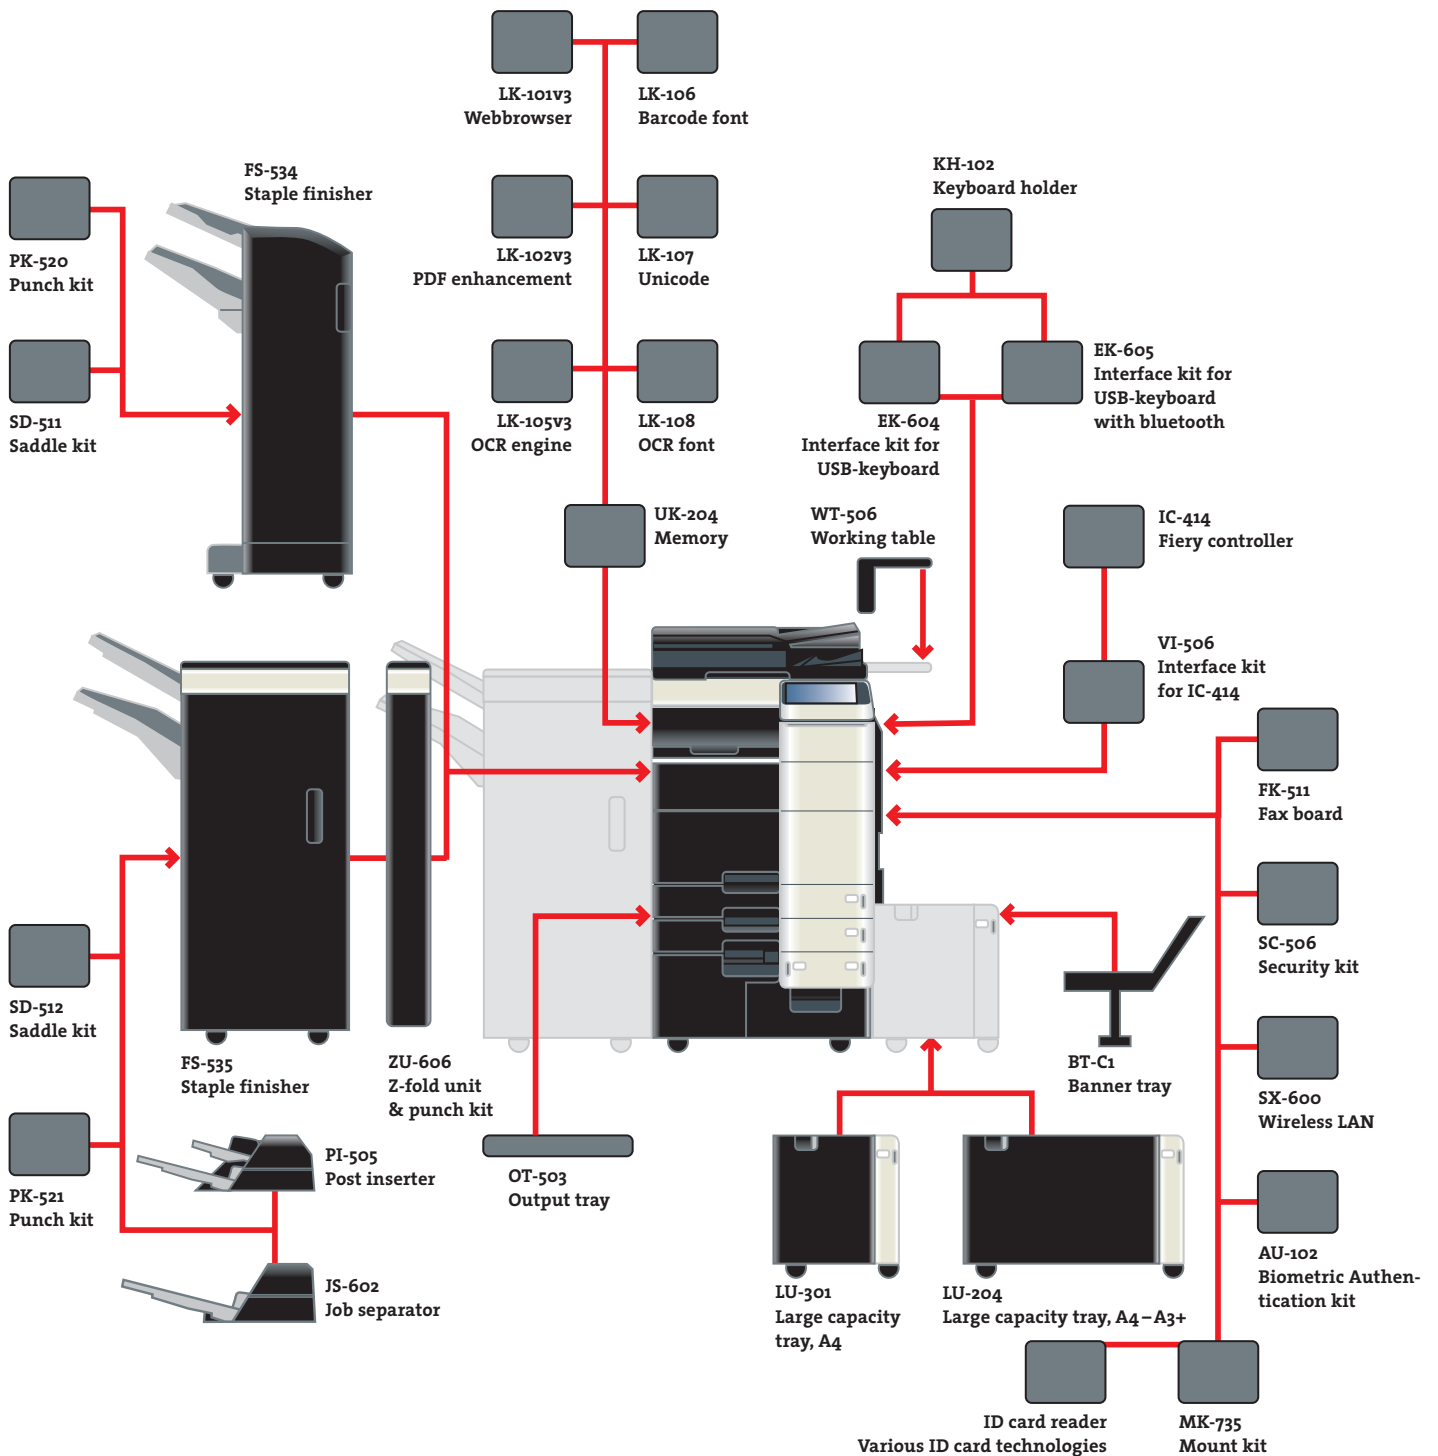 LK-101v3
Webbrowser
LK-106
Barcode font
FS-534
Staple finisher
KH-102
Keyboard holder
PK-520
Punch kit
LK-102v3
PDF enhancement
LK-107
Unicode
EK-605
Interface kit for
USB-keyboard
with bluetooth
SD-511
Saddle kit
LK-105v3
OCR engine
LK-108
OCR font
EK-604
Interface kit for
USB-keyboard
UK-204
Memory
WT-506
Working table
IC-414
Fiery controller
VI-506
Interface kit
for IC-414
FK-511
Fax board
SC-506
Security kit
SD-512
Saddle kit
FS-535
Staple finisher
ZU-606
Z-fold unit
& punch kit
BT-C1
Banner tray
SX-600
Wireless LAN
PI-505
Post inserter
OT-503
Output tray
PK-521
Punch kit
JS-602
Job separator
LU-301
Large capacity
tray, A4
LU-204
Large capacity tray, A4–A3+
AU-102
Biometric Authen-
tication kit
ID card reader
Various ID card technologies
MK-735
Mount kit